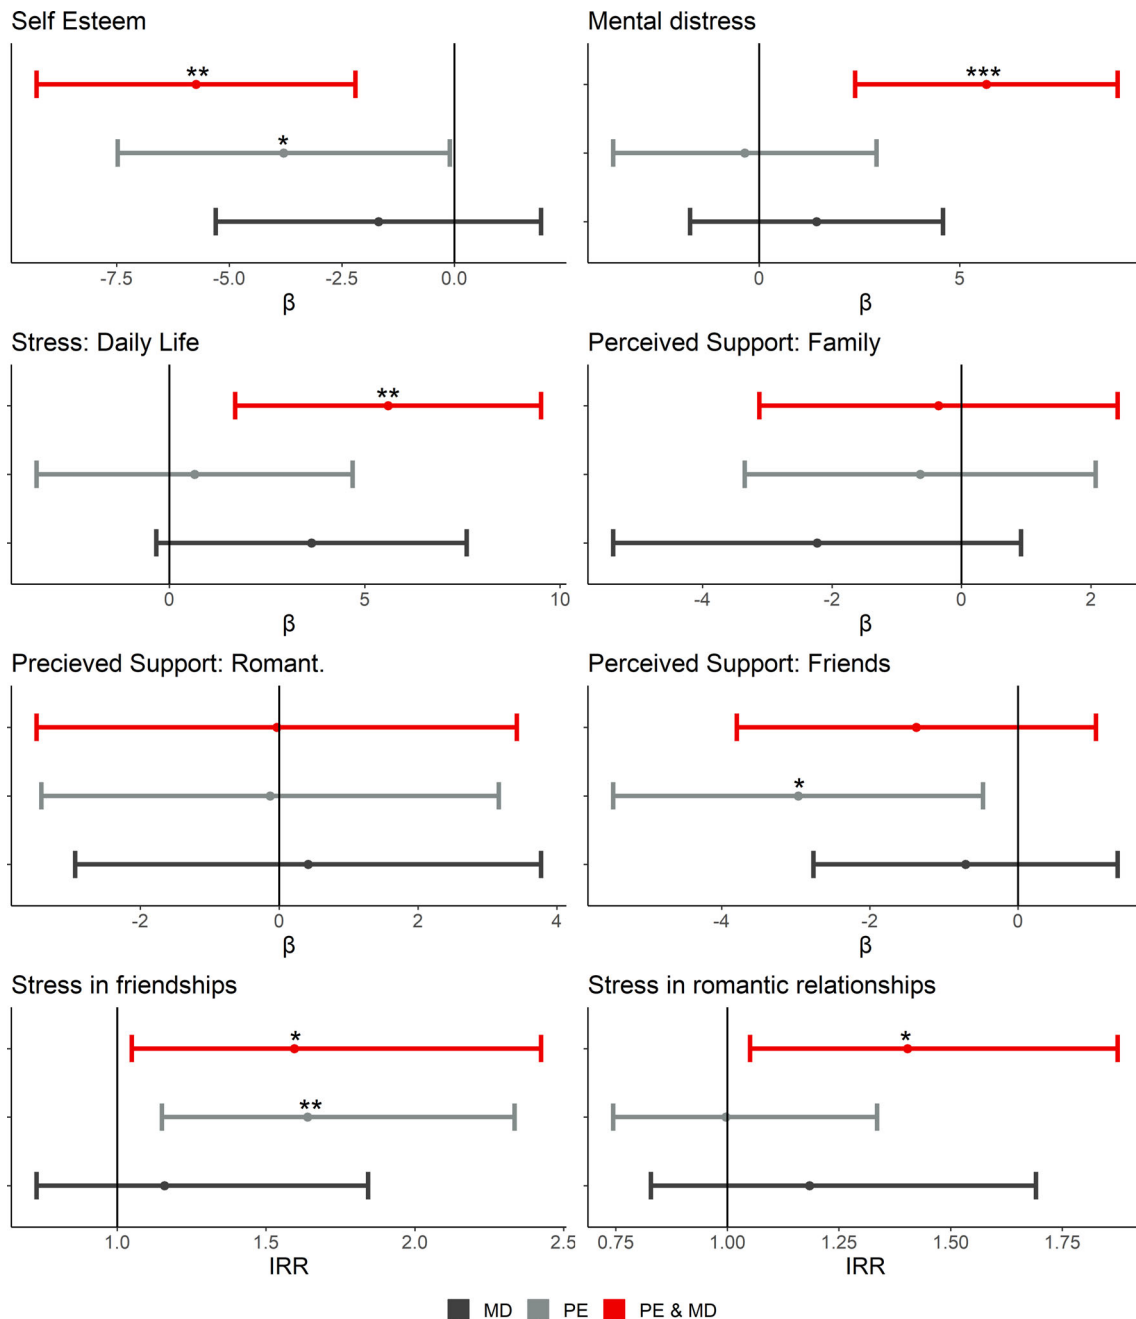 Self Esteem
**
*
-7.5 -5.0 -2.5 0.0
β
Mental distress
***
0 5
β
Stress: Daily Life
**
0 5 10
β
Perceived Support: Family
-4 -2 0 2
β
Precieved Support: Romant.
-2 0 2 4
β
Perceived Support: Friends
*
-4 -2 0
β
Stress in friendships
*
**
1.0 1.5 2.0 2.5
IRR
Stress in romantic relationships
*
0.75 1.00 1.25 1.50 1.75
IRR
MD PE PE & MD